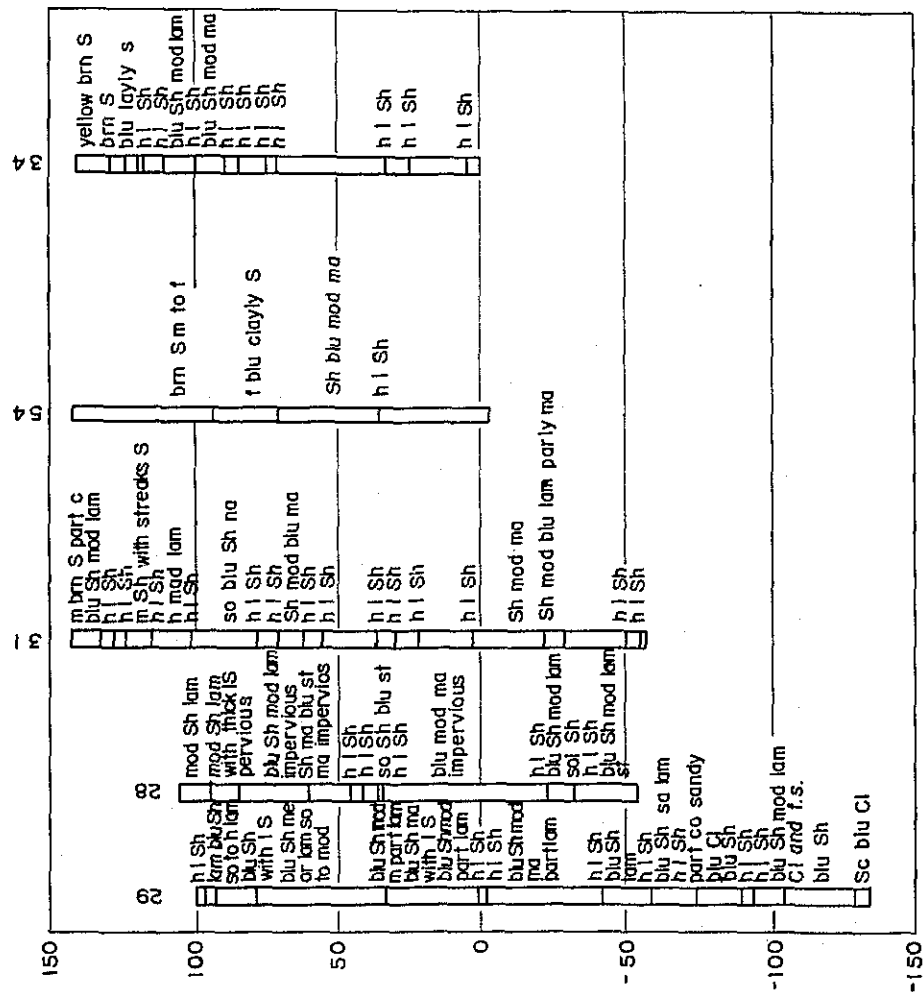 29
h l Sh
lam blu Sh
so to h lam
blu Sh
with l S
blu Sh me
or lam so
to mod
blu Sh mod
m part lam
blu Sh ma
with l S
blu Sh mod
part lam
h l Sh
h l Sh
blu Sh mod
ma
part lam
h l Sh
blu Sh
lam
h l Sh
blu Sh sa lam
h l Sh
part co sandy
blu Cl
blu Sh
h l Sh
h l Sh
blu Sh mod lam
Cl and f.s.
blu Sh
Sc blu Cl
28
mod Sh lam
mod Sh lam
with thick lS
pervious
blu Sh mod lam
impervious
Sh ma blu st
ma impervios
h l Sh
h l Sh
so Sh blu st
h l Sh
blu mod ma
impervious
h l Sh
blu Sh mod lam
sol Sh
h l Sh
blu Sh mod lam
st
31
m brn S part c
blu Sh mod lam
h l Sh
h l Sh
m Sh with streaks S
h l Sh
h mod lam
h l Sh
so blu Sh na
h l Sh
h l Sh
Sh mod blu ma
h l Sh
h l Sh
h l Sh
h l Sh
h l Sh
h l Sh
Sh mod ma
Sh mod blu lam parly ma
h l Sh
h l Sh
54
brn S m to f
f blu clayly S
Sh blu mod ma
h l Sh
34
yellow brn S
brn S
blu layly s
h l Sh
h l Sh
blu Sh mod lam
h l Sh
blu Sh mod ma
h l Sh
h l Sh
h l Sh
h l Sh
h l Sh
h l Sh
h l Sh
150
100
50
0
-50
-100
-150